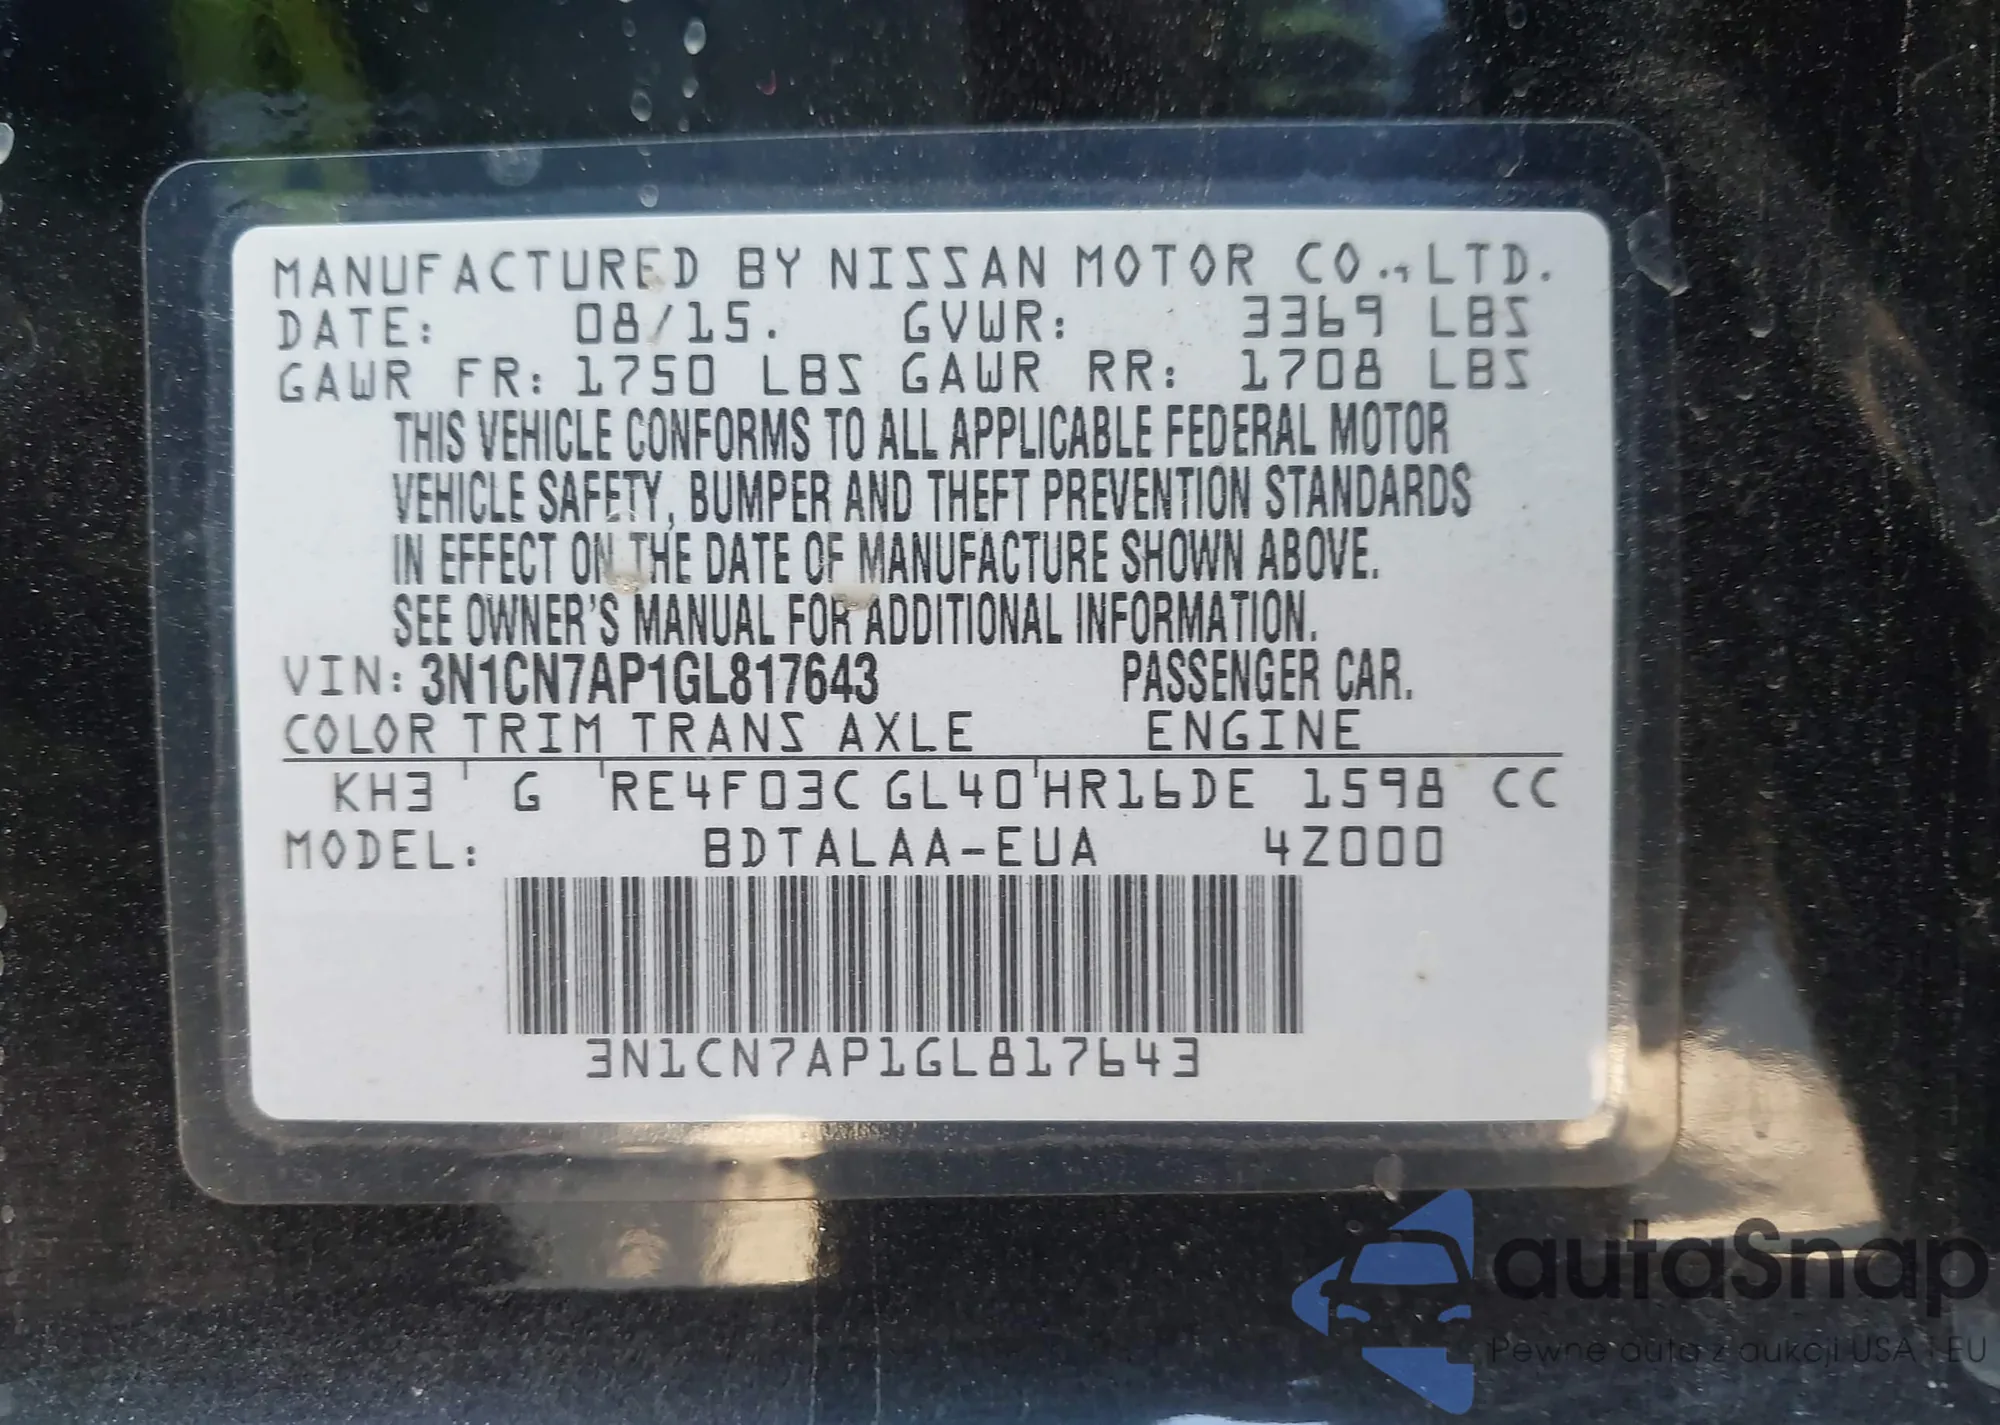 MANUFACTURED BY NISSAN MOTOR CO., LTD.
DATE: 08/15. GVWR: 3369 LBS
GAWR FR: 1750 LBS GAWR RR: 1708 LBS
THIS VEHICLE CONFORMS TO ALL APPLICABLE FEDERAL MOTOR
VEHICLE SAFETY, BUMPER AND THEFT PREVENTION STANDARDS
IN EFFECT ON THE DATE OF MANUFACTURE SHOWN ABOVE.
SEE OWNER'S MANUAL FOR ADDITIONAL INFORMATION.
VIN: 3N1CN7AP1GL817643 PASSENGER CAR.
COLOR TRIM TRANS AXLE ENGINE
KH3 G RE4F03C GL40 HR16DE 1598 CC
MODEL: BDTALAA-EUA 4Z000
3N1CN7AP1GL817643
autaSnap
Pewne auta z aukcji USA i EU